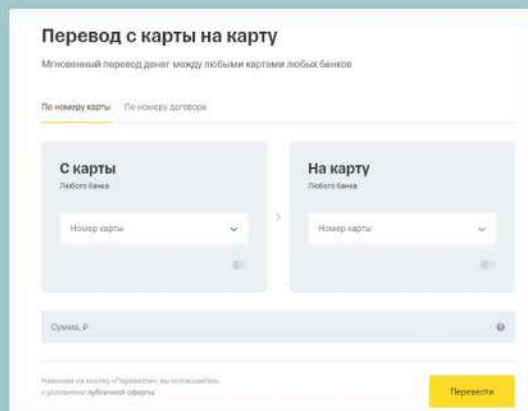 Перевод с карты на карту
Мгновенный перевод денег между любыми картами любых банков
По номеру карты По номеру договора
С карты
Любого банка
Номер карты
На карту
Любого банка
Номер карты
Сумма, ₽
Нажимая на кнопку «Перевести», вы соглашаетесь
с условиями публичной оферты
Перевести